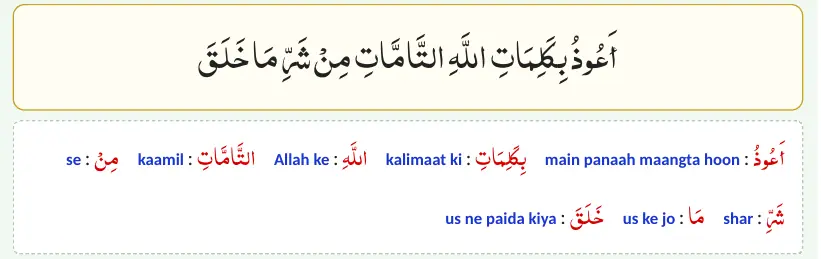 أَعُوذُ بِكَلِمَاتِ اللَّهِ التَّامَّاتِ مِنْ شَرِّ مَا خَلَقَ
أَعُوذُ : main panaah maangta hoon بِكَلِمَاتِ : kalimaat ki اللَّهِ : Allah ke التَّامَّاتِ : kaamil مِنْ : se
شَرِّ : shar مَا : us ke jo خَلَقَ : us ne paida kiya